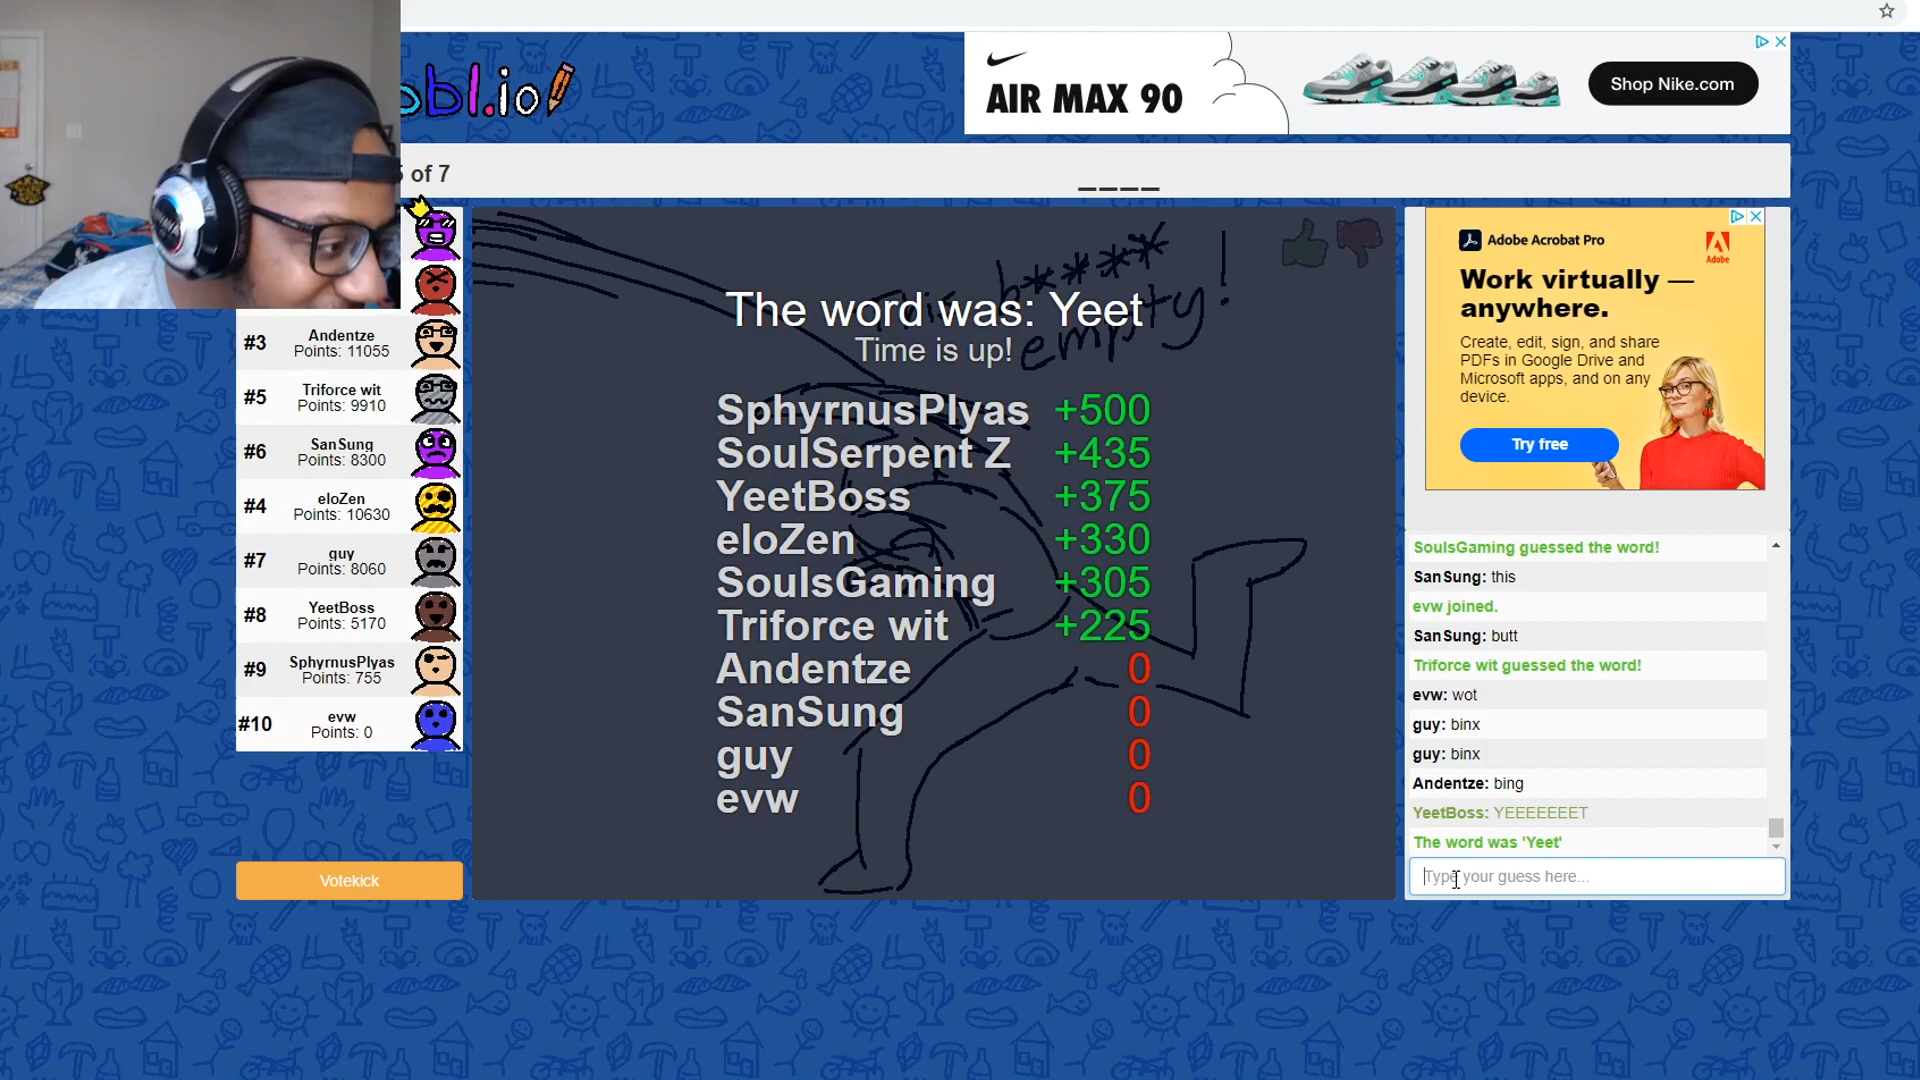 obl.io
AIR MAX 90
Shop Nike.com
of 7
_ _ _ _
This b****
empty!
The word was: Yeet
Time is up!
SphyrnusPlyas +500
SoulSerpent Z +435
YeetBoss +375
eloZen +330
SoulsGaming +305
Triforce wit +225
Andentze 0
SanSung 0
guy 0
evw 0
#3 Andentze
Points: 11055
#5 Triforce wit
Points: 9910
#6 SanSung
Points: 8300
#4 eloZen
Points: 10630
#7 guy
Points: 8060
#8 YeetBoss
Points: 5170
#9 SphyrnusPlyas
Points: 755
#10 evw
Points: 0
Votekick
Adobe Acrobat Pro
Adobe
Work virtually —
anywhere.
Create, edit, sign, and share
PDFs in Google Drive and
Microsoft apps, and on any
device.
Try free
SoulsGaming guessed the word!
SanSung: this
evw joined.
SanSung: butt
Triforce wit guessed the word!
evw: wot
guy: binx
guy: binx
Andentze: bing
YeetBoss: YEEEEEEET
The word was 'Yeet'
Type your guess here...